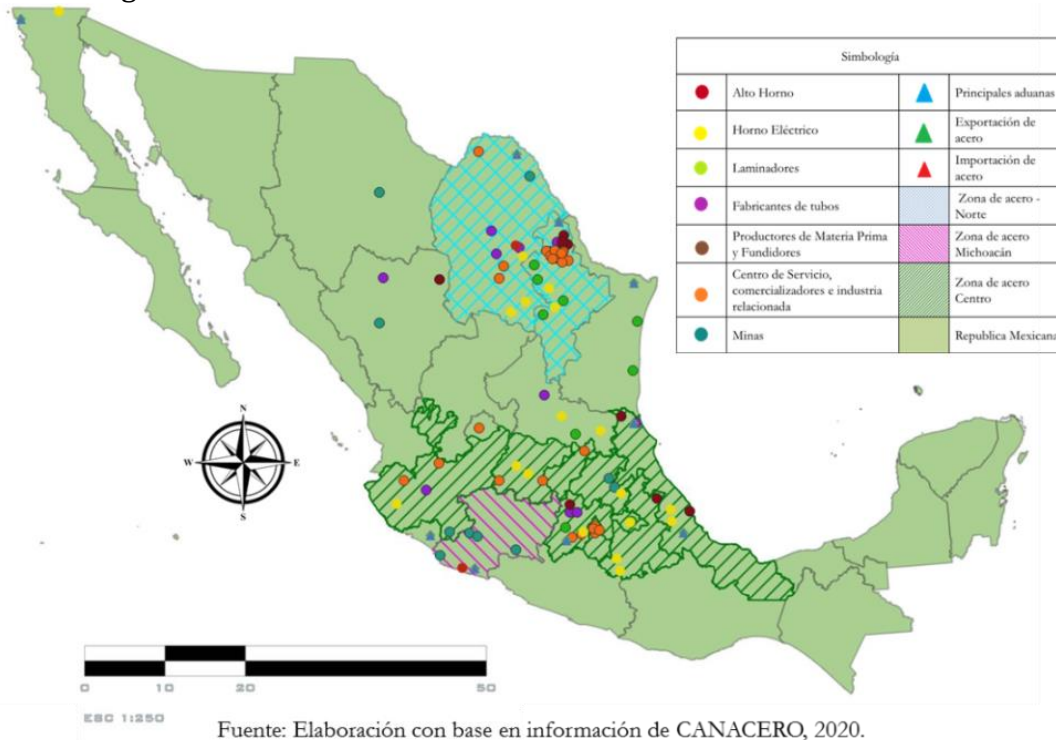 Simbología
Alto Horno
Principales aduanas
Horno Eléctrico
Exportación de
acero
Laminadores
Importación de
acero
Fabricantes de tubos
Zona de acero -
Norte
Productores de Materia Prima
y Fundidores
Zona de acero
Michoacán
Centro de Servicio,
comercializadores e industria
relacionada
Zona de acero
Centro
Minas
Republica Mexicana
N
W
E
S
0 10 20 50
ESC 1:250
Fuente: Elaboración con base en información de CANACERO, 2020.